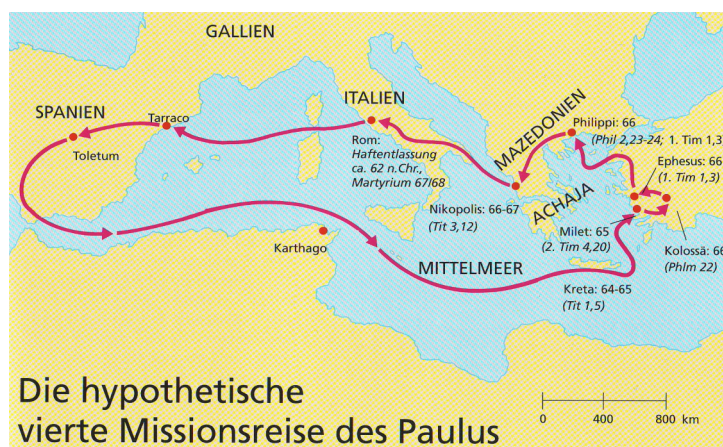 GALLIEN
SPANIEN
Tarraco
Toletum
ITALIEN
Rom:
Haftentlassung
ca. 62 n.Chr.,
Martyrium 67/68
MAZEDONIEN
Philippi: 66
(Phil 2,23-24; 1. Tim 1,3
Ephesus: 66
(1. Tim 1,3)
Nikopolis: 66-67
(Tit 3,12)
ACHAJA
Milet: 65
(2. Tim 4,20)
Kolossä: 66
(Phlm 22)
Karthago
MITTELMEER
Kreta: 64-65
(Tit 1,5)
Die hypothetische
vierte Missionsreise des Paulus
0 400 800 km